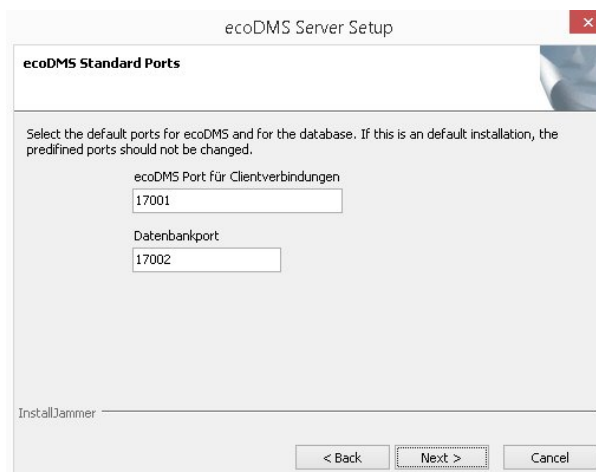 ecoDMS Server Setup
ecoDMS Standard Ports
Select the default ports for ecoDMS and for the database. If this is an default installation, the
predifined ports should not be changed.
ecoDMS Port für Clientverbindungen
17001
Datenbankport
17002
InstallJammer
< Back Next > Cancel